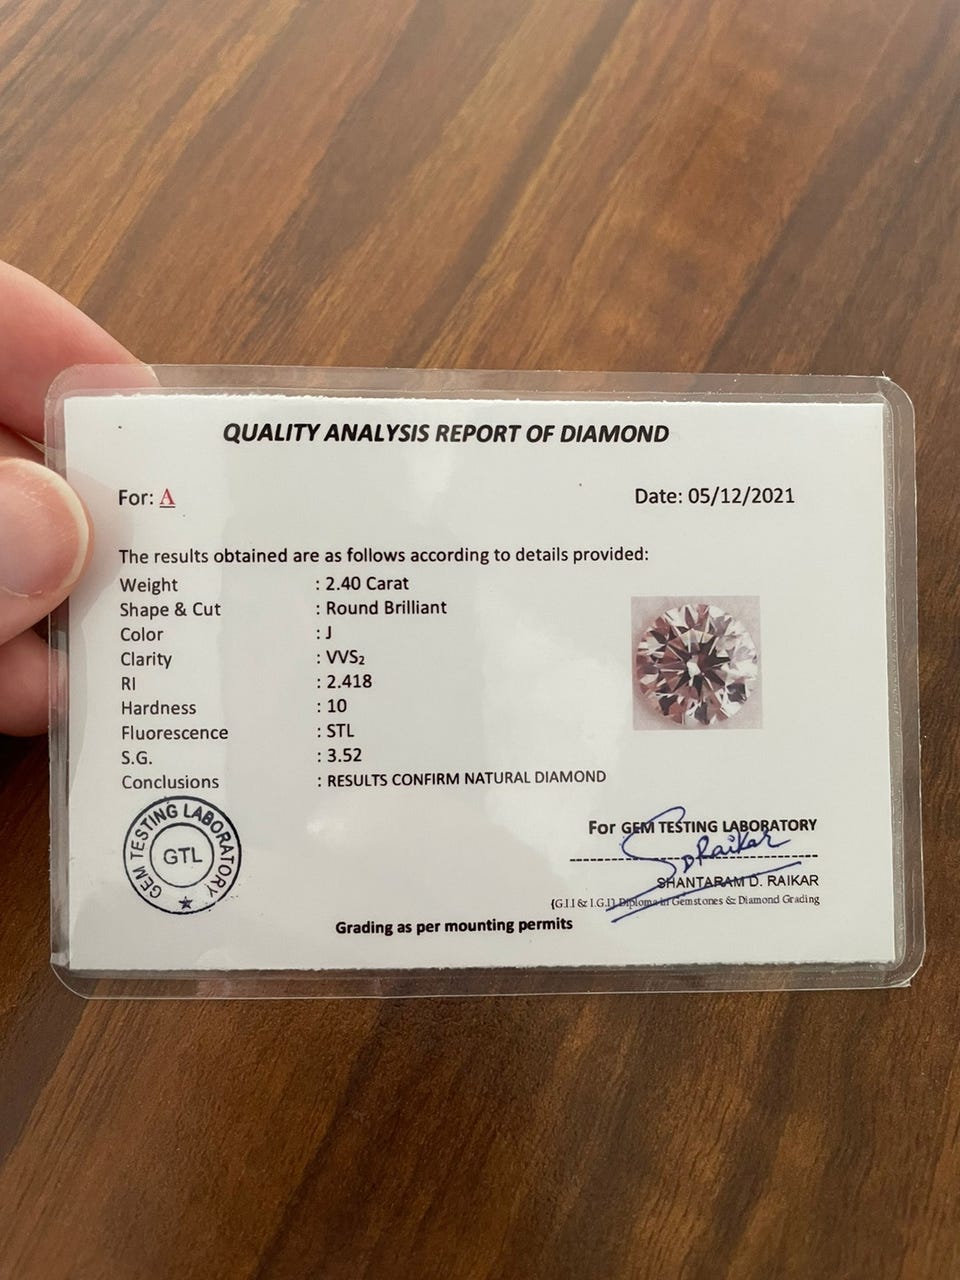 QUALITY ANALYSIS REPORT OF DIAMOND
For: A
Date: 05/12/2021
The results obtained are as follows according to details provided:
Weight : 2.40 Carat
Shape & Cut : Round Brilliant
Color : J
Clarity : VVS₂
RI : 2.418
Hardness : 10
Fluorescence : STL
S.G. : 3.52
Conclusions : RESULTS CONFIRM NATURAL DIAMOND
GEM TESTING LABORATORY
GTL
For GEM TESTING LABORATORY
SDRaikar
SHANTARAM D. RAIKAR
(G.I.I & I.G.I) Diploma in Gemstones & Diamond Grading
Grading as per mounting permits